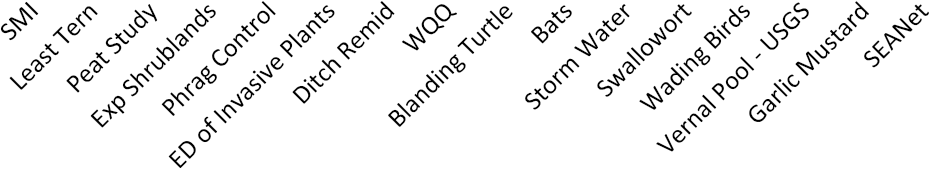 SMI
Least Tern
Peat Study
Exp Shrublands
Phrag Control
ED of Invasive Plants
Ditch Remid
WQQ
Blanding Turtle
Bats
Storm Water
Swallowort
Wading Birds
Vernal Pool - USGS
Garlic Mustard
SEANet